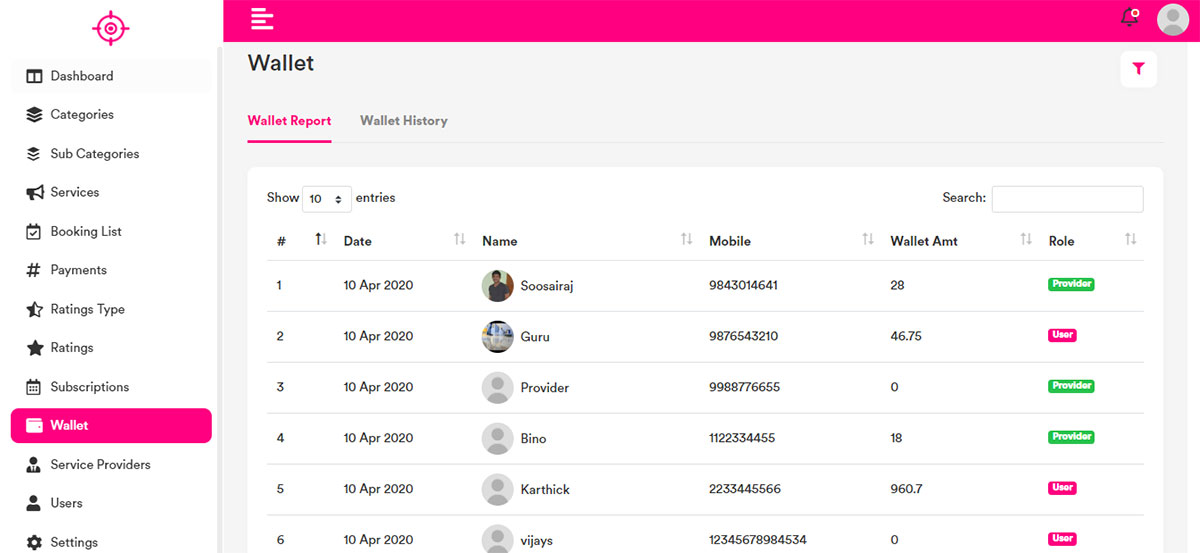 Dashboard
Categories
Sub Categories
Services
Booking List
Payments
Ratings Type
Ratings
Subscriptions
Wallet
Service Providers
Users
Settings
Wallet
Wallet Report Wallet History
Show 10 entries Search:
# Date Name Mobile Wallet Amt Role
1 10 Apr 2020 Soosairaj 9843014641 28 Provider
2 10 Apr 2020 Guru 9876543210 46.75 User
3 10 Apr 2020 Provider 9988776655 0 Provider
4 10 Apr 2020 Bino 1122334455 18 Provider
5 10 Apr 2020 Karthick 2233445566 960.7 User
6 10 Apr 2020 vijays 12345678984534 0 User